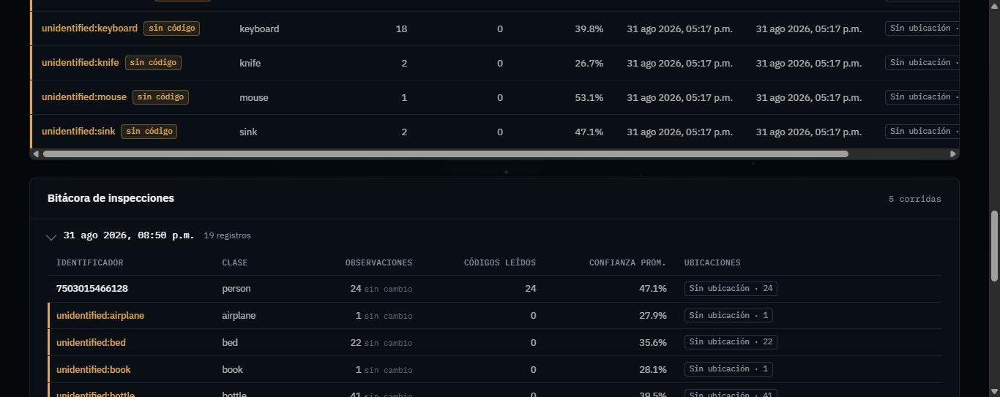 unidentified:keyboard sin código keyboard 18 0 39.8% 31 ago 2026, 05:17 p.m. 31 ago 2026, 05:17 p.m. Sin ubicación ·
unidentified:knife sin código knife 2 0 26.7% 31 ago 2026, 05:17 p.m. 31 ago 2026, 05:17 p.m. Sin ubicación ·
unidentified:mouse sin código mouse 1 0 53.1% 31 ago 2026, 05:17 p.m. 31 ago 2026, 05:17 p.m. Sin ubicación ·
unidentified:sink sin código sink 2 0 47.1% 31 ago 2026, 05:17 p.m. 31 ago 2026, 05:17 p.m. Sin ubicación ·
Bitácora de inspecciones 5 corridas
31 ago 2026, 08:50 p.m. 19 registros
IDENTIFICADOR CLASE OBSERVACIONES CÓDIGOS LEÍDOS CONFIANZA PROM. UBICACIONES
7503015466128 person 24 sin cambio 24 47.1% Sin ubicación · 24
unidentified:airplane airplane 1 sin cambio 0 27.9% Sin ubicación · 1
unidentified:bed bed 22 sin cambio 0 35.6% Sin ubicación · 22
unidentified:book book 1 sin cambio 0 28.1% Sin ubicación · 1
unidentified:bottle bottle 41 sin cambio 0 39.5% Sin ubicación · 41